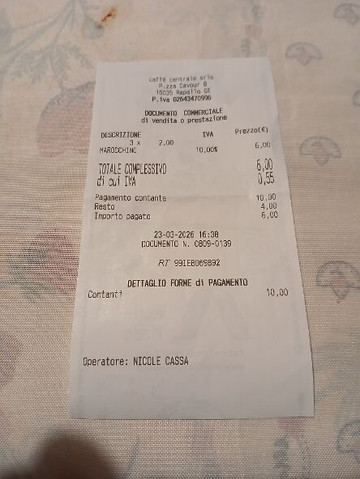 caffè centrale srls
P.zza Cavour 8
16035 Rapallo GE
P.iva 02643470996
DOCUMENTO COMMERCIALE
di vendita o prestazione
DESCRIZIONE IVA Prezzo(€)
3 x 2,00
MAROCCHINO 10,00% 6,00
TOTALE COMPLESSIVO 6,00
di cui IVA 0,55
Pagamento contante 10,00
Resto 4,00
Importo pagato 6,00
23-03-2026 16:38
DOCUMENTO N. 0809-0139
RT 99IEB069892
DETTAGLIO FORME di PAGAMENTO
Contanti 10,00
Operatore: NICOLE CASSA